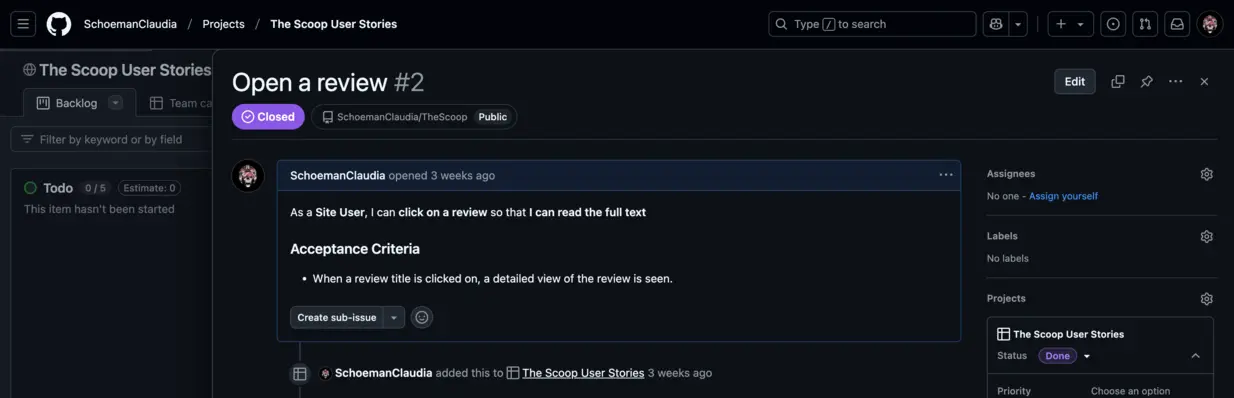 SchoemanClaudia / Projects / The Scoop User Stories
Type / to search
The Scoop User Stories
Backlog
Team ca
Filter by keyword or by field
Todo 0 / 5 Estimate: 0
This item hasn't been started
Open a review #2
Edit
Closed
SchoemanClaudia/TheScoop Public
SchoemanClaudia opened 3 weeks ago
As a Site User, I can click on a review so that I can read the full text
Acceptance Criteria
• When a review title is clicked on, a detailed view of the review is seen.
Create sub-issue
SchoemanClaudia added this to The Scoop User Stories 3 weeks ago
Assignees
No one - Assign yourself
Labels
No labels
Projects
The Scoop User Stories
Status Done
Priority Choose an option